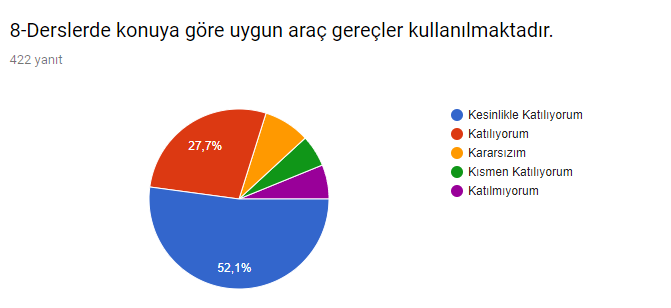 8-Derslerde konuya göre uygun araç gereçler kullanılmaktadır.
422 yanıt
27,7%
52,1%
Kesinlikle Katılıyorum
Katılıyorum
Kararsızım
Kısmen Katılıyorum
Katılmıyorum